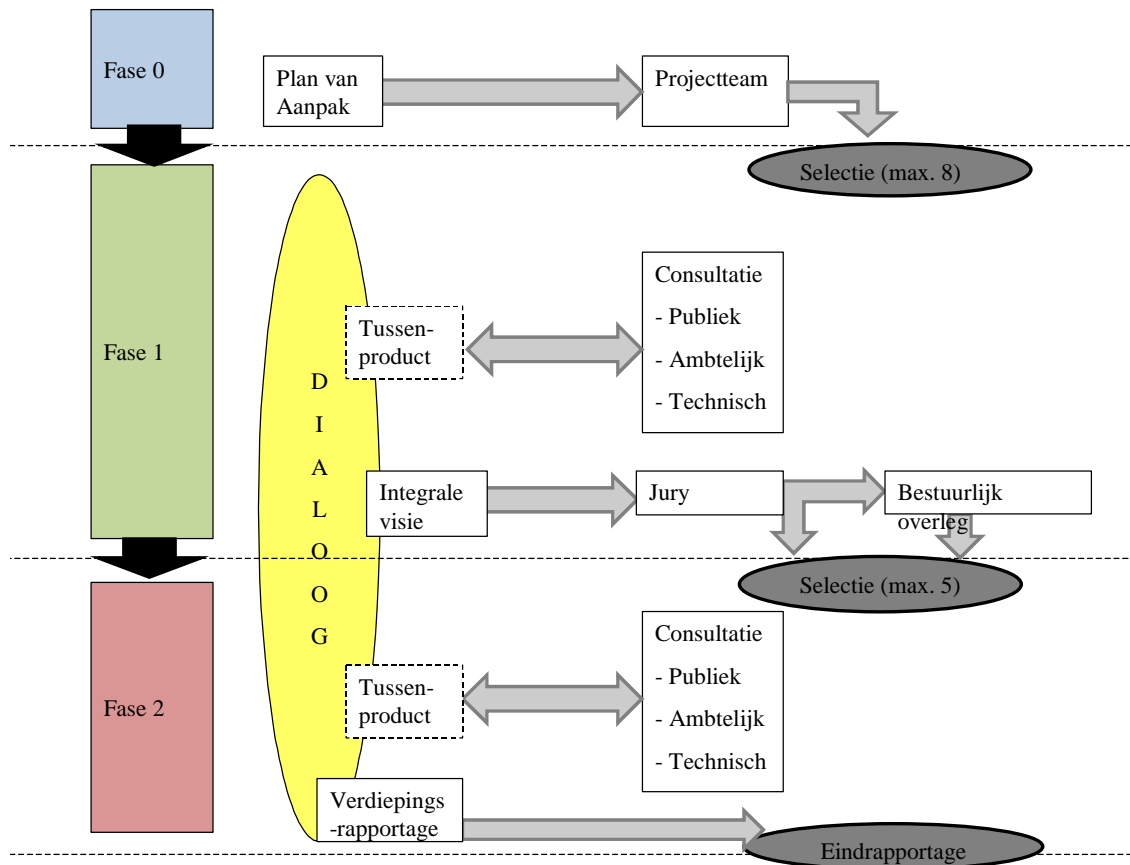 Fase 0
Plan van
Aanpak
Projectteam
Selectie (max. 8)
Fase 1
D
I
A
L
O
O
G
Tussen-
product
Consultatie
- Publiek
- Ambtelijk
- Technisch
Integrale
visie
Jury
Bestuurlijk
overleg
Selectie (max. 5)
Fase 2
Tussen-
product
Consultatie
- Publiek
- Ambtelijk
- Technisch
Verdiepings
-rapportage
Eindrapportage